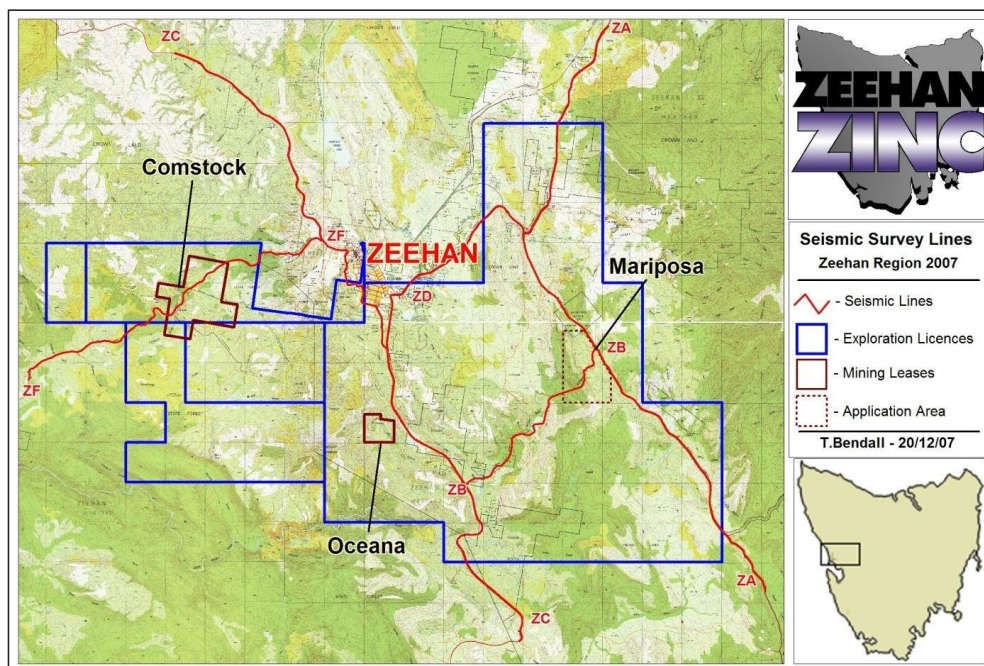 ZC
ZA
Comstock
ZF
ZEEHAN
Mariposa
ZD
ZB
ZF
ZB
Oceana
ZA
ZC
ZEEHAN
ZINC
Seismic Survey Lines
Zeehan Region 2007
- Seismic Lines
- Exploration Licences
- Mining Leases
- Application Area
T.Bendall - 20/12/07